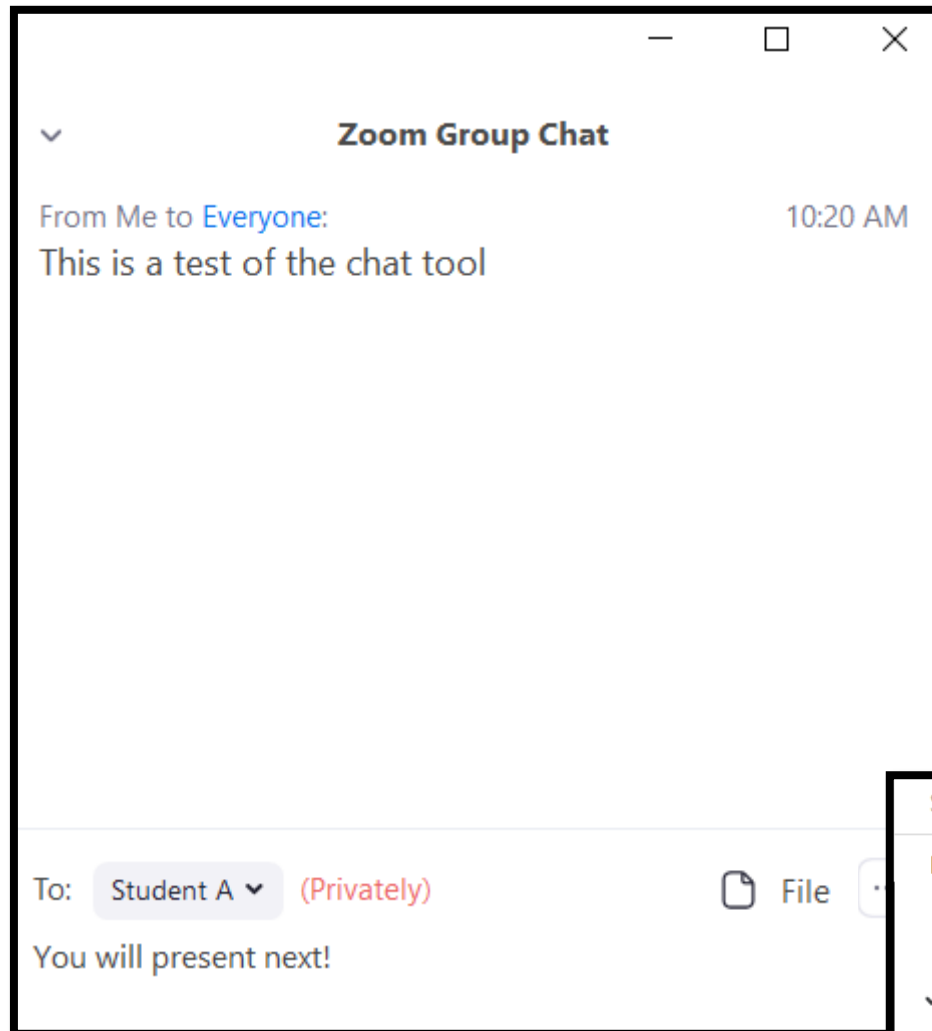 Zoom Group Chat
From Me to Everyone: 10:20 AM
This is a test of the chat tool
To: Student A (Privately) File
You will present next!